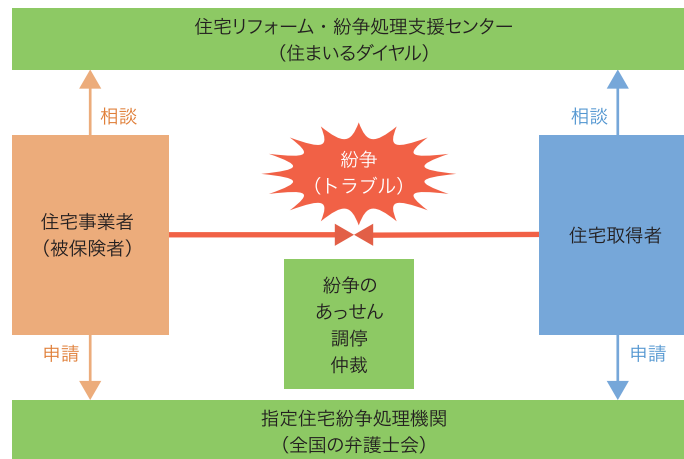 住宅リフォーム・紛争処理支援センター
（住まいるダイヤル）
相談
相談
紛争
（トラブル）
住宅事業者
（被保険者）
住宅取得者
紛争の
あっせん
調停
仲裁
申請
申請
指定住宅紛争処理機関
（全国の弁護士会）